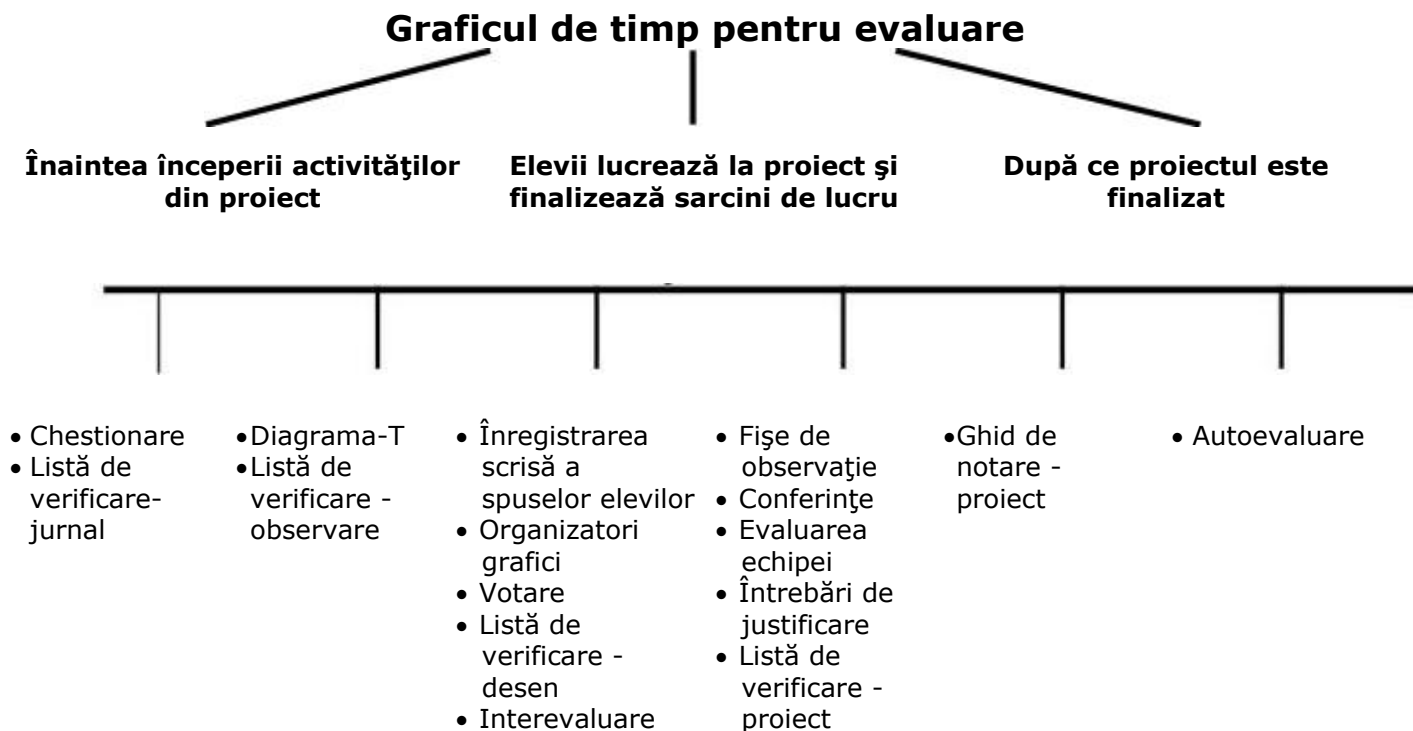 Graficul de timp pentru evaluare
Înaintea începerii activităţilor
din proiect
Elevii lucrează la proiect şi
finalizează sarcini de lucru
După ce proiectul este
finalizat
• Chestionare
• Listă de
verificare-
jurnal
•Diagrama-T
•Listă de
verificare -
observare
• Înregistrarea
scrisă a
spuselor elevilor
• Organizatori
grafici
• Votare
• Listă de
verificare -
desen
• Interevaluare
• Fişe de
observaţie
• Conferinţe
• Evaluarea
echipei
• Întrebări de
justificare
• Listă de
verificare -
proiect
•Ghid de
notare -
proiect
• Autoevaluare